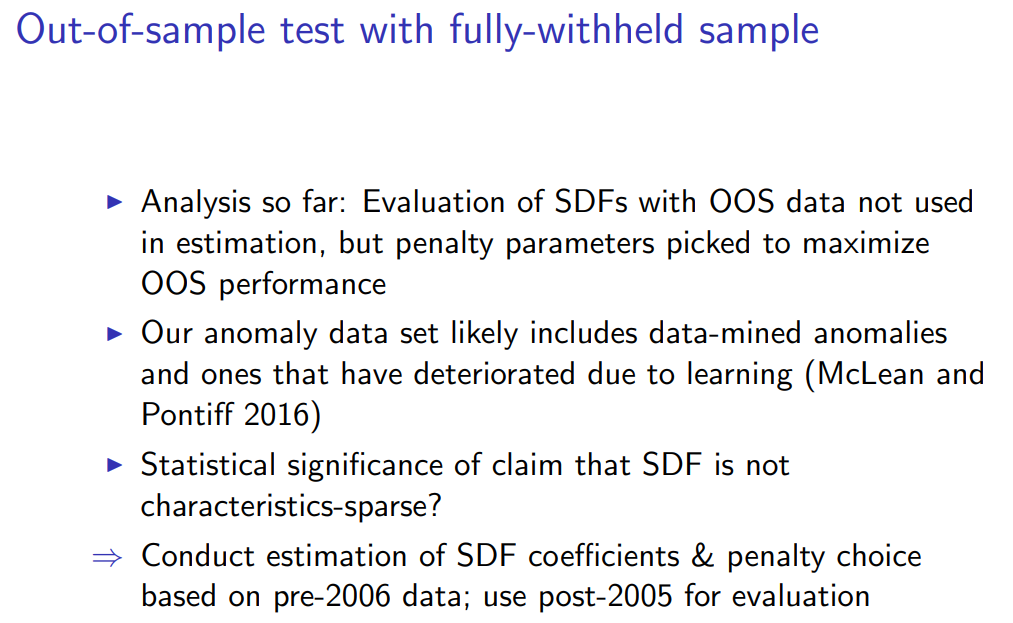 Out-of-sample test with fully-withheld sample
▶ Analysis so far: Evaluation of SDFs with OOS data not used
in estimation, but penalty parameters picked to maximize
OOS performance
▶ Our anomaly data set likely includes data-mined anomalies
and ones that have deteriorated due to learning (McLean and
Pontiff 2016)
▶ Statistical significance of claim that SDF is not
characteristics-sparse?
⇒ Conduct estimation of SDF coefficients & penalty choice
based on pre-2006 data; use post-2005 for evaluation